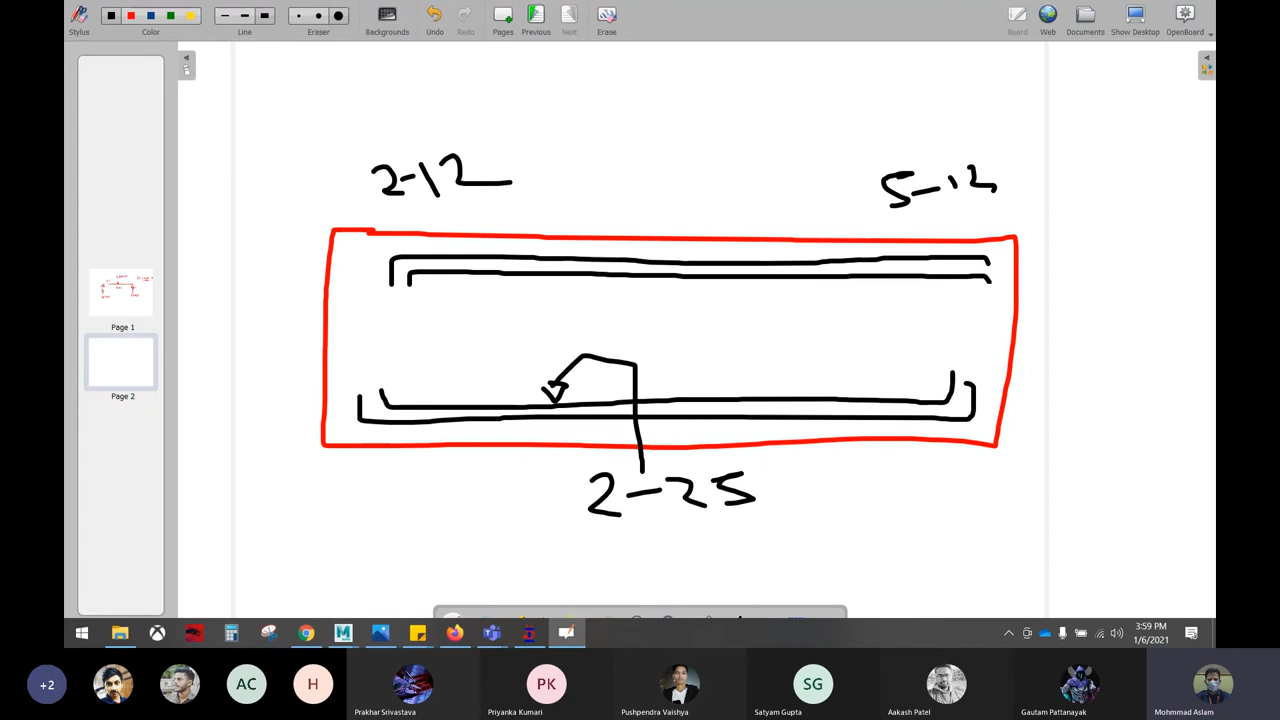 Stylus
Color
Line
Eraser
Backgrounds
Undo
Redo
Pages
Previous
Next
Erase
Board
Web
Documents
Show Desktop
OpenBoard
2-12
5-12
2-25
Page 1
Page 2
3:59 PM
1/6/2021
+2
AC
H
PK
SG
Prakhar Srivastava
Priyanka Kumari
Pushpendra Vaishya
Satyam Gupta
Aakash Patel
Gautam Pattanayak
Mohmmad Aslam